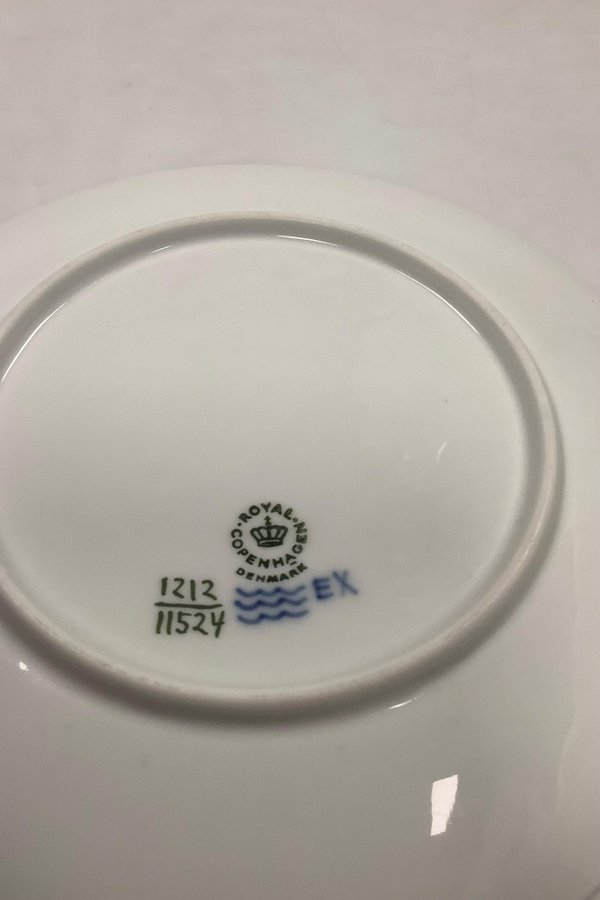 ROYAL
COPENHAGEN
DENMARK
1212
11524
EX